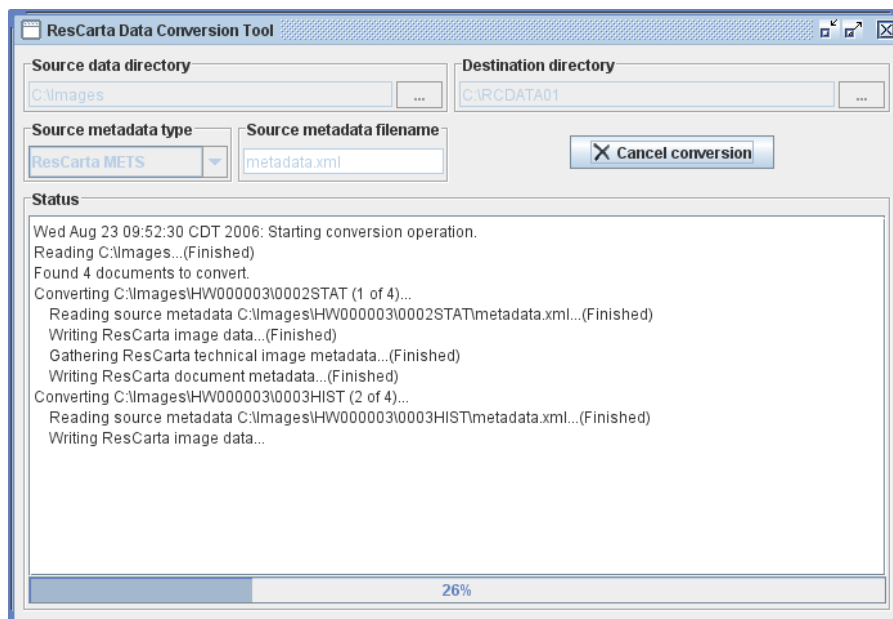 ResCarta Data Conversion Tool
Source data directory
Destination directory
C:\Images
...
C:\RCDATA01
...
Source metadata type
Source metadata filename
ResCarta METS
metadata.xml
Cancel conversion
Status
Wed Aug 23 09:52:30 CDT 2006: Starting conversion operation.
Reading C:\Images...(Finished)
Found 4 documents to convert.
Converting C:\Images\HW000003\0002STAT (1 of 4)...
Reading source metadata C:\Images\HW000003\0002STAT\metadata.xml...(Finished)
Writing ResCarta image data...(Finished)
Gathering ResCarta technical image metadata...(Finished)
Writing ResCarta document metadata...(Finished)
Converting C:\Images\HW000003\0003HIST (2 of 4)...
Reading source metadata C:\Images\HW000003\0003HIST\metadata.xml...(Finished)
Writing ResCarta image data...
26%